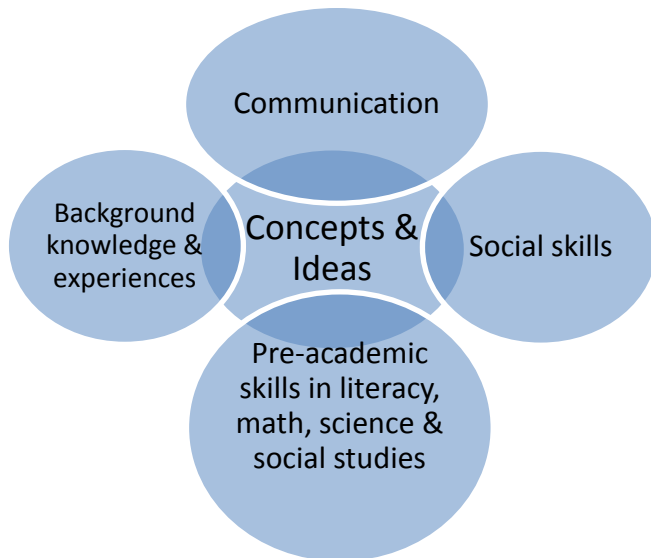 Communication
Background
knowledge &
experiences
Concepts &
Ideas
Social skills
Pre-academic
skills in literacy,
math, science &
social studies